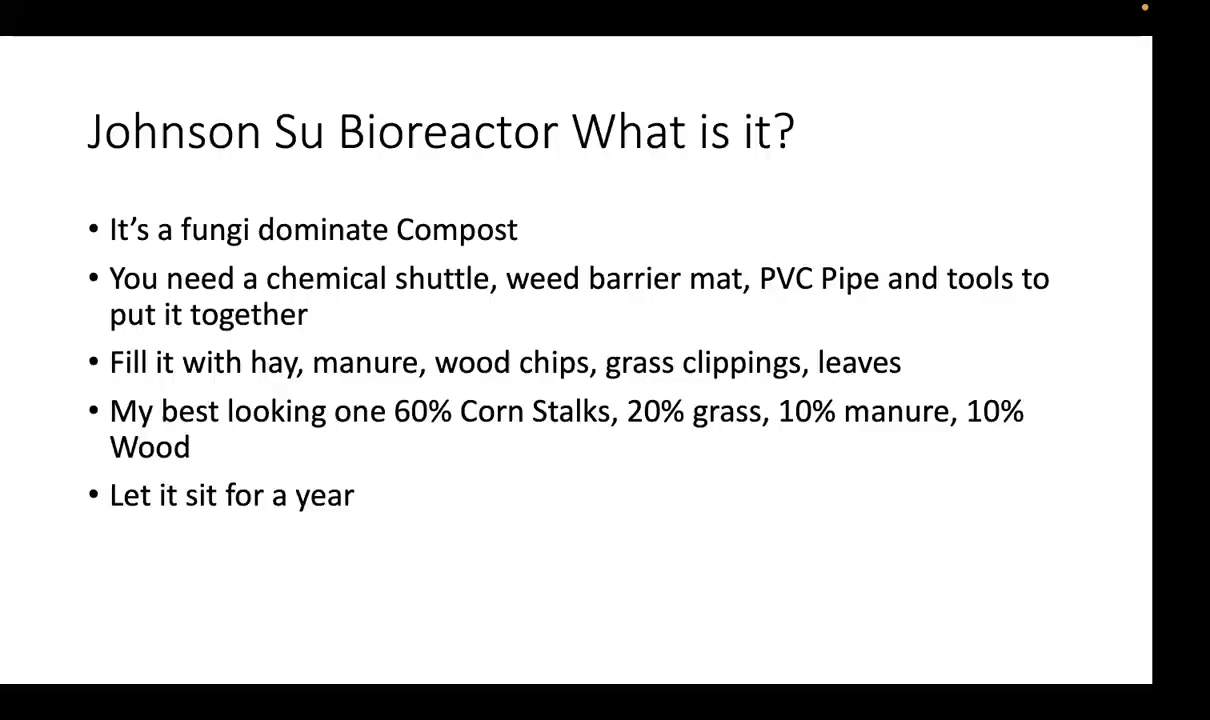 Johnson Su Bioreactor What is it?
• It’s a fungi dominate Compost
• You need a chemical shuttle, weed barrier mat, PVC Pipe and tools to
put it together
• Fill it with hay, manure, wood chips, grass clippings, leaves
• My best looking one 60% Corn Stalks, 20% grass, 10% manure, 10%
Wood
• Let it sit for a year